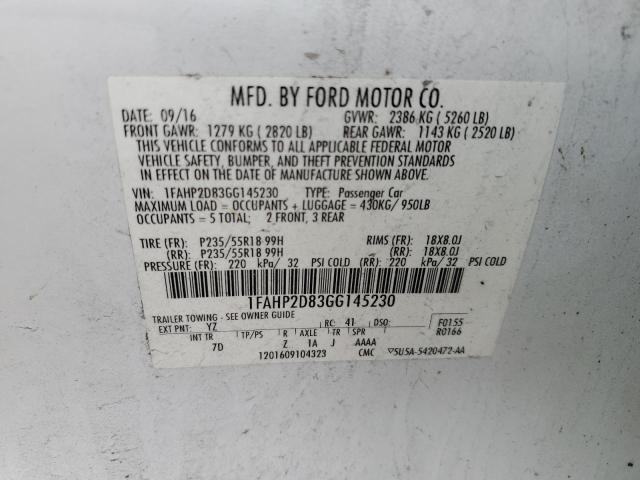 MFD. BY FORD MOTOR CO.
DATE: 09/16 GVWR: 2386 KG ( 5260 LB)
FRONT GAWR: 1279 KG ( 2820 LB) REAR GAWR: 1143 KG ( 2520 LB)
THIS VEHICLE CONFORMS TO ALL APPLICABLE FEDERAL MOTOR
VEHICLE SAFETY, BUMPER, AND THEFT PREVENTION STANDARDS
IN EFFECT ON THE DATE OF MANUFACTURE SHOWN ABOVE.
VIN: 1FAHP2D83GG145230 TYPE: Passenger Car
MAXIMUM LOAD = OCCUPANTS + LUGGAGE = 430KG/ 950LB
OCCUPANTS = 5 TOTAL; 2 FRONT, 3 REAR
TIRE (FR): P235/55R18 99H RIMS (FR): 18X8.0J
(RR): P235/55R18 99H (RR): 18X8.0J
PRESSURE (FR): 220 kPa/ 32 PSI COLD (RR): 220 kPa/ 32 PSI COLD
1FAHP2D83GG145230
TRAILER TOWING - SEE OWNER GUIDE
EXT PNT: YZ RC: 41 DSO: F0155
INT TR TP/PS R AXLE TR SPR R0166
7D Z 1A J AAAA
1201609104323 CMC ▽5U5A-5420472-AA